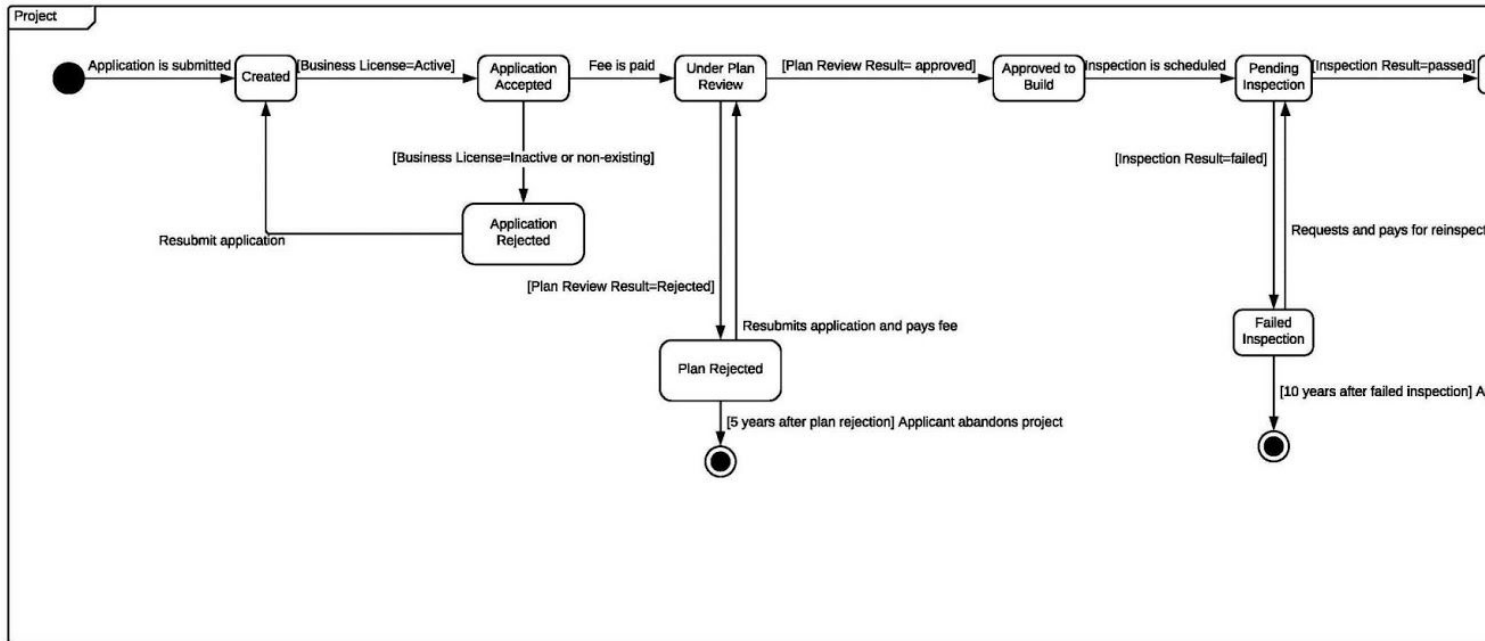 Project
Application is submitted
Created
[Business License=Active]
Application
Accepted
Fee is paid
Under Plan
Review
[Plan Review Result= approved]
Approved to
Build
Inspection is scheduled
Pending
Inspection
[Inspection Result=passed]
[Business License=Inactive or non-existing]
[Inspection Result=failed]
Application
Rejected
Resubmit application
Requests and pays for reinspect
[Plan Review Result=Rejected]
Resubmits application and pays fee
Failed
Inspection
Plan Rejected
[10 years after failed inspection] A
[5 years after plan rejection] Applicant abandons project